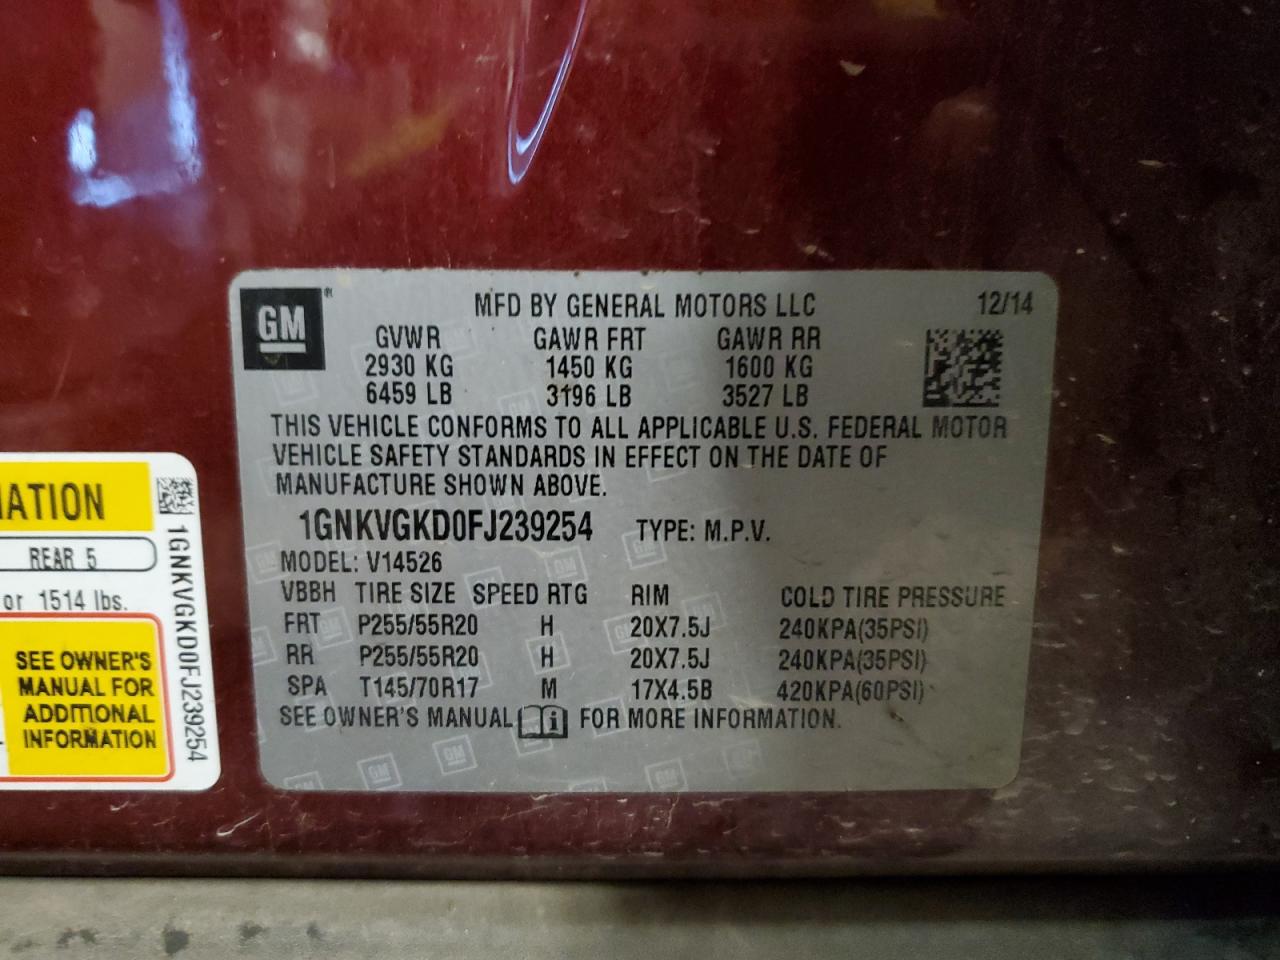 GM ®
MFD BY GENERAL MOTORS LLC 12/14
GVWR GAWR FRT GAWR RR
2930 KG 1450 KG 1600 KG
6459 LB 3196 LB 3527 LB
THIS VEHICLE CONFORMS TO ALL APPLICABLE U.S. FEDERAL MOTOR
VEHICLE SAFETY STANDARDS IN EFFECT ON THE DATE OF
MANUFACTURE SHOWN ABOVE.
1GNKVGKD0FJ239254 TYPE: M.P.V.
MODEL: V14526
VBBH TIRE SIZE SPEED RTG RIM COLD TIRE PRESSURE
FRT P255/55R20 H 20X7.5J 240KPA(35PSI)
RR P255/55R20 H 20X7.5J 240KPA(35PSI)
SPA T145/70R17 M 17X4.5B 420KPA(60PSI)
SEE OWNER'S MANUAL i FOR MORE INFORMATION.
MATION
REAR 5
or 1514 lbs.
SEE OWNER'S
MANUAL FOR
ADDITIONAL
INFORMATION
1GNKVGKD0FJ239254